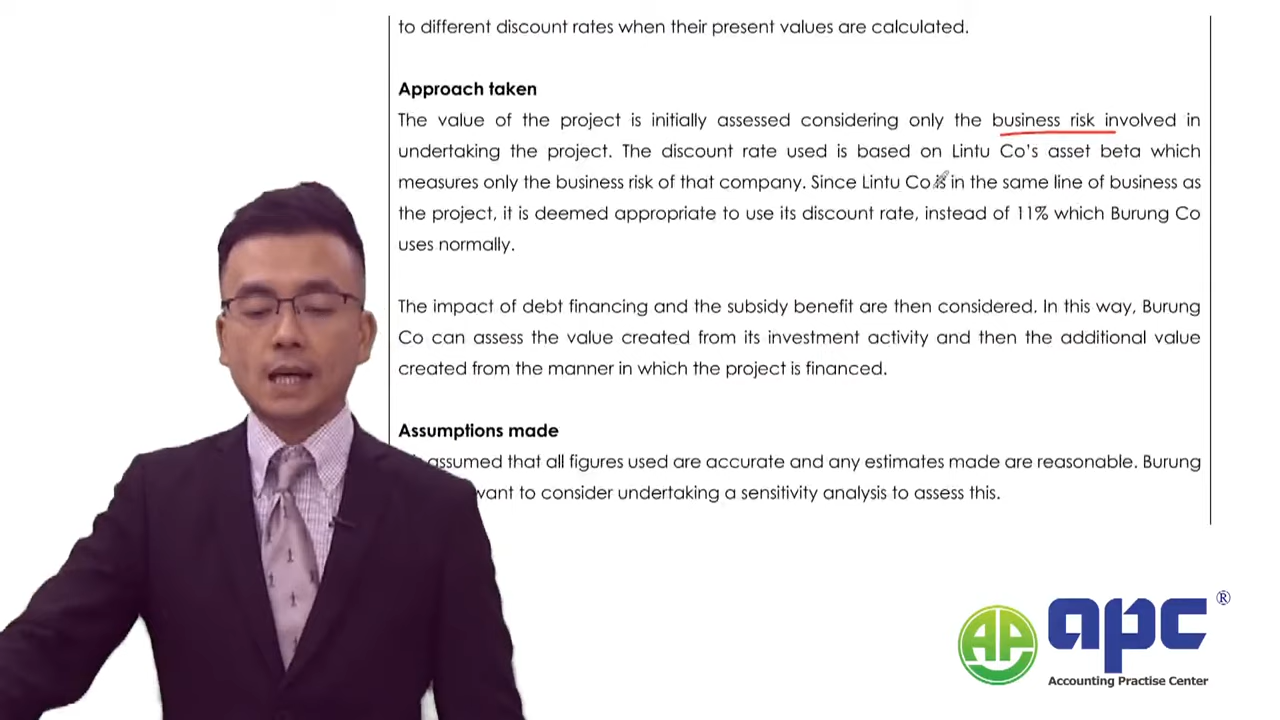 to different discount rates when their present values are calculated.
Approach taken
The value of the project is initially assessed considering only the business risk involved in
undertaking the project. The discount rate used is based on Lintu Co's asset beta which
measures only the business risk of that company. Since Lintu Co is in the same line of business as
the project, it is deemed appropriate to use its discount rate, instead of 11% which Burung Co
uses normally.
The impact of debt financing and the subsidy benefit are then considered. In this way, Burung
Co can assess the value created from its investment activity and then the additional value
created from the manner in which the project is financed.
Assumptions made
assumed that all figures used are accurate and any estimates made are reasonable. Burung
want to consider undertaking a sensitivity analysis to assess this.
AP apc ®
Accounting Practise Center